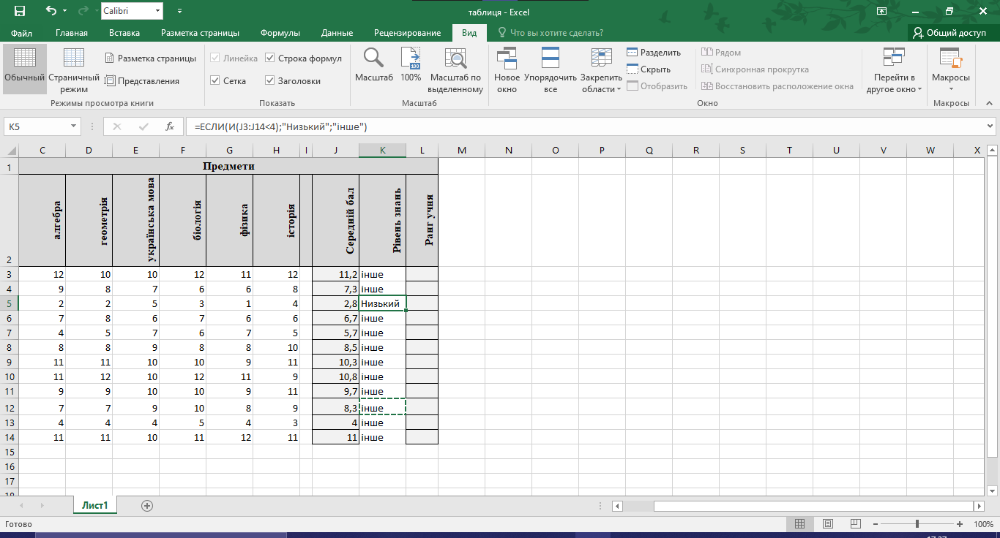 Calibri
таблиця - Excel
Файл Главная Вставка Разметка страницы Формулы Данные Рецензирование Вид Что вы хотите сделать? Общий доступ
Обычный
Страничный режим
Разметка страницы
Представления
Режимы просмотра книги
Линейка
Строка формул
Сетка
Заголовки
Показать
Масштаб
100
100%
Масштаб по выделенному
Масштаб
Новое окно
Упорядочить все
Закрепить области
Разделить
Скрыть
Отобразить
Рядом
Синхронная прокрутка
Восстановить расположение окна
Окно
Перейти в другое окно
Макросы
Макросы
K5 fx =ЕСЛИ(И(J3:J14<4);"Низький";"інше")
C D E F G H I J K L M N O P Q R S T U V W X
1 Предмети
2 алгебра геометрія українська мова біологія фізика історія Середній бал Рівень знань Ранг учня
3 12 10 10 12 11 12 11,2 інше
4 9 8 7 6 6 8 7,3 інше
5 2 2 5 3 1 4 2,8 Низький
6 7 8 6 7 6 6 6,7 інше
7 4 5 7 6 7 5 5,7 інше
8 8 8 9 8 8 10 8,5 інше
9 11 11 10 10 9 11 10,3 інше
10 11 12 10 12 11 9 10,8 інше
11 9 9 10 10 9 11 9,7 інше
12 7 7 9 10 8 9 8,3 інше
13 4 4 4 5 4 3 4 інше
14 11 11 10 11 12 11 11 інше
15
16
17
18
Лист1
Готово 100%
17:37